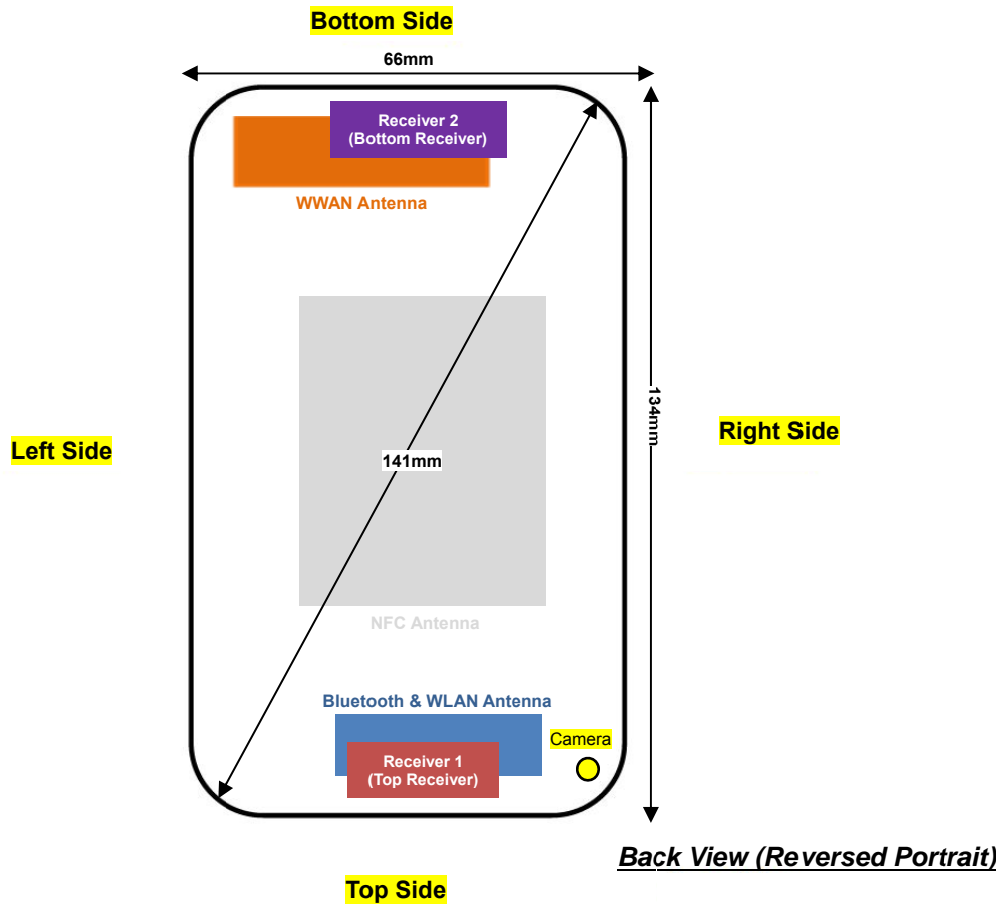 Bottom Side
66mm
Receiver 2
(Bottom Receiver)
WWAN Antenna
134mm
Right Side
Left Side
141mm
NFC Antenna
Bluetooth & WLAN Antenna
Camera
Receiver 1
(Top Receiver)
Back View (Reversed Portrait)
Top Side